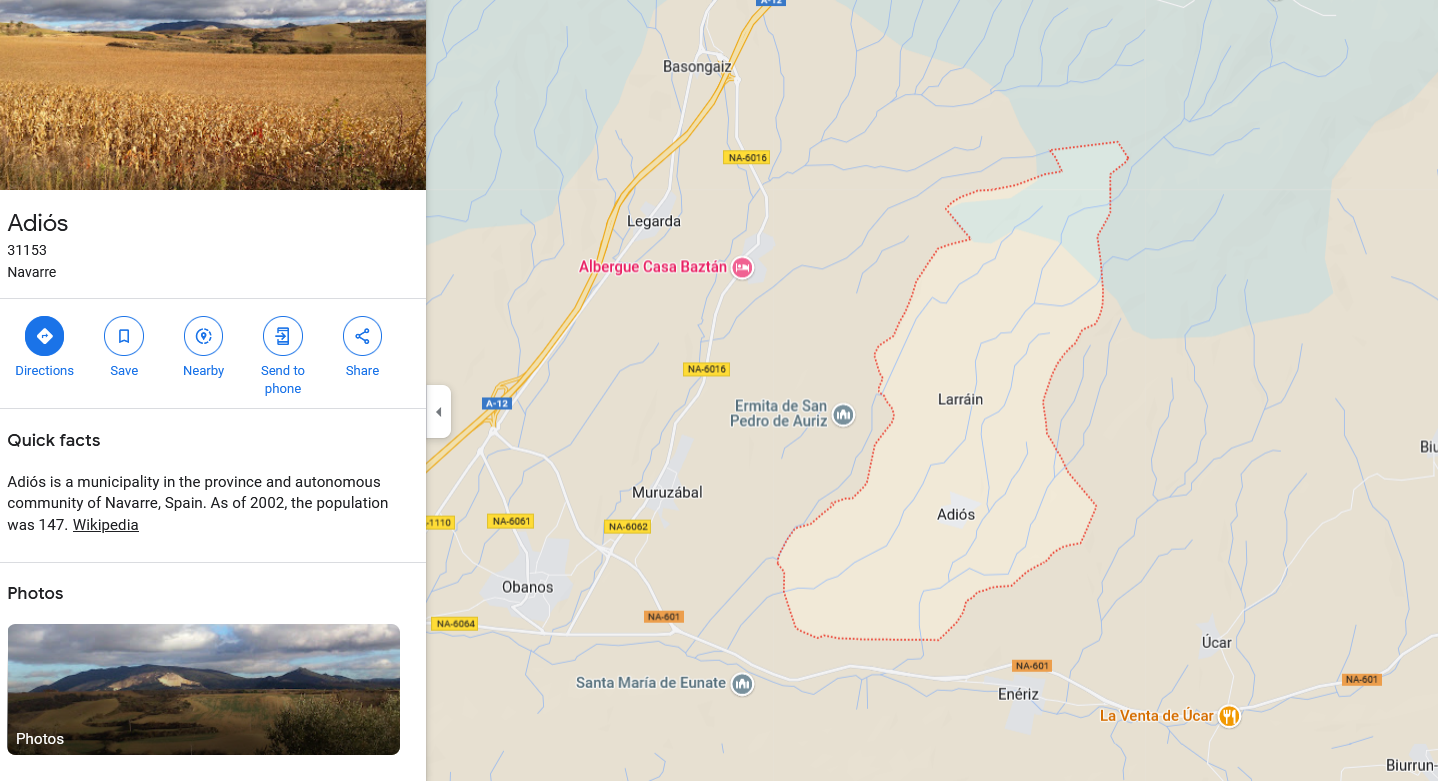 Adiós
31153
Navarre
Directions
Save
Nearby
Send to
phone
Share
Quick facts
Adiós is a municipality in the province and autonomous
community of Navarre, Spain. As of 2002, the population
was 147. Wikipedia
Photos
Photos
A-12
Basongaiz
NA-6016
Legarda
Albergue Casa Baztán
NA-6016
A-12
Larráin
Ermita de San
Pedro de Auriz
Biu
Muruzábal
-1110
NA-6061
NA-6062
Adiós
Obanos
NA-601
NA-6064
Úcar
NA-601
Santa María de Eunate
NA-601
Enériz
La Venta de Úcar
Biurrun-